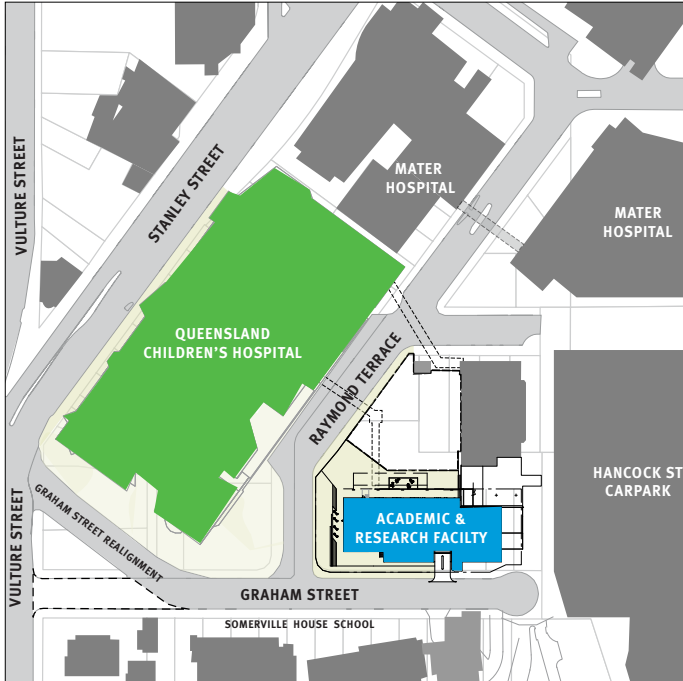 VULTURE STREET
STANLEY STREET
MATER
HOSPITAL
MATER
HOSPITAL
QUEENSLAND
CHILDREN'S HOSPITAL
RAYMOND TERRACE
HANCOCK ST
CARPARK
VULTURE STREET
GRAHAM STREET REALIGNMENT
ACADEMIC &
RESEARCH FACILTY
GRAHAM STREET
SOMERVILLE HOUSE SCHOOL